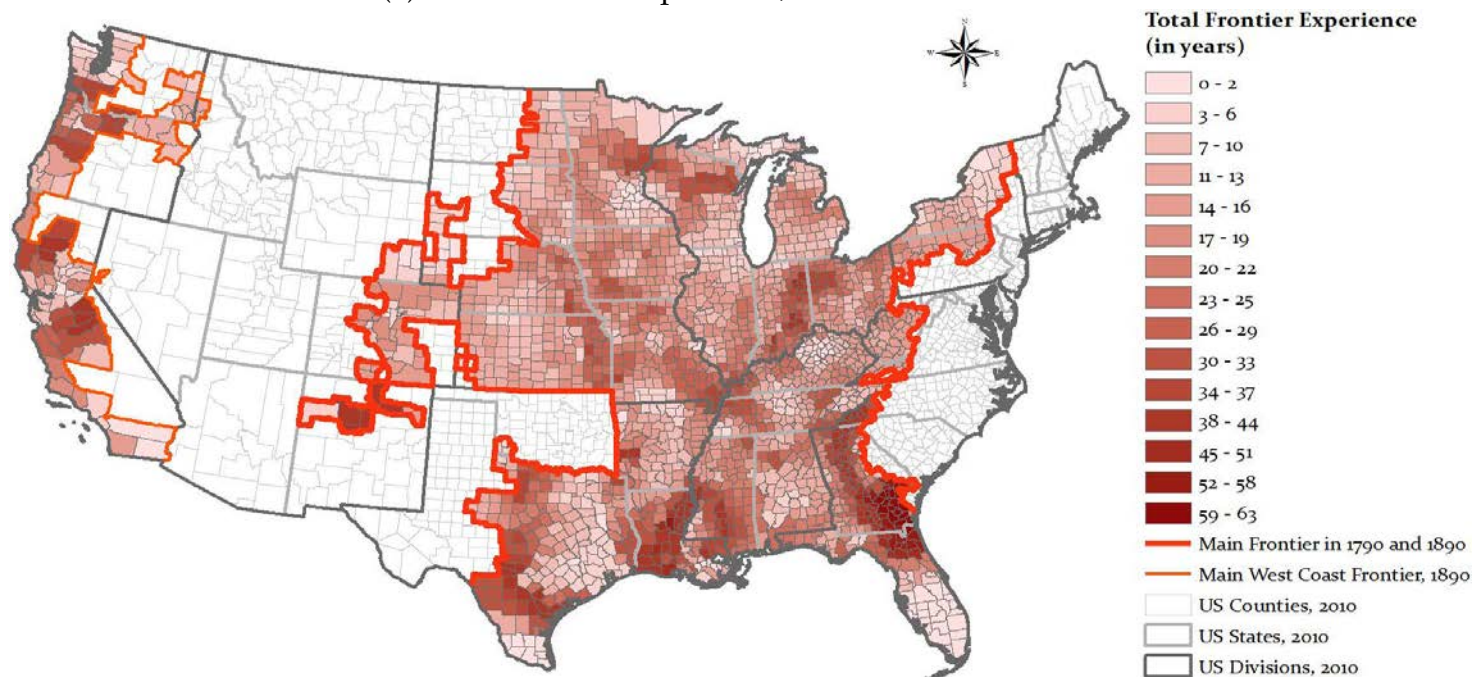 Total Frontier Experience
(in years)
N
W
E
S
0 - 2
3 - 6
7 - 10
11 - 13
14 - 16
17 - 19
20 - 22
23 - 25
26 - 29
30 - 33
34 - 37
38 - 44
45 - 51
52 - 58
59 - 63
Main Frontier in 1790 and 1890
Main West Coast Frontier, 1890
US Counties, 2010
US States, 2010
US Divisions, 2010